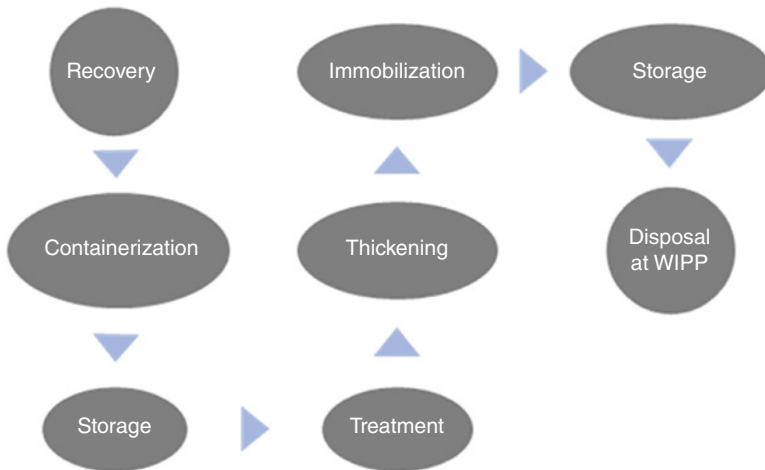 Recovery
Containerization
Storage
Treatment
Thickening
Immobilization
Storage
Disposal
at WIPP